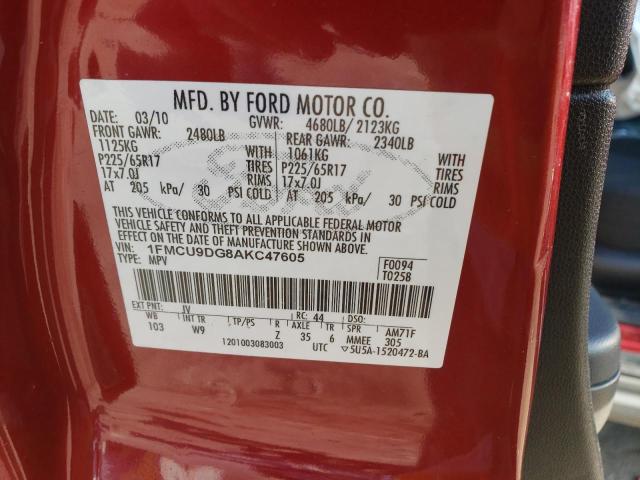 MFD. BY FORD MOTOR CO.
DATE: 03/10 GVWR: 4680LB/ 2123KG
FRONT GAWR: 2480LB REAR GAWR: 2340LB
1125KG WITH 1061KG WITH
P225/65R17 TIRES P225/65R17 TIRES
17x7.0J RIMS 17x7.0J RIMS
AT 205 kPa/ 30 PSI COLD AT 205 kPa/ 30 PSI COLD
THIS VEHICLE CONFORMS TO ALL APPLICABLE FEDERAL MOTOR
VEHICLE SAFETY AND THEFT PREVENTION STANDARDS IN
EFFECT ON THE DATE OF MANUFACTURE SHOWN ABOVE.
VIN: 1FMCU9DG8AKC47605
TYPE: MPV
F0094
T025B
EXT PNT: JV RC: 44 DSO:
WB INT TR TP/PS R AXLE TR SPR AM71F
103 W9 Z 35 6 MMEE 305
1201003083003 UTC ▽5U5A-1520472-BA
Ford